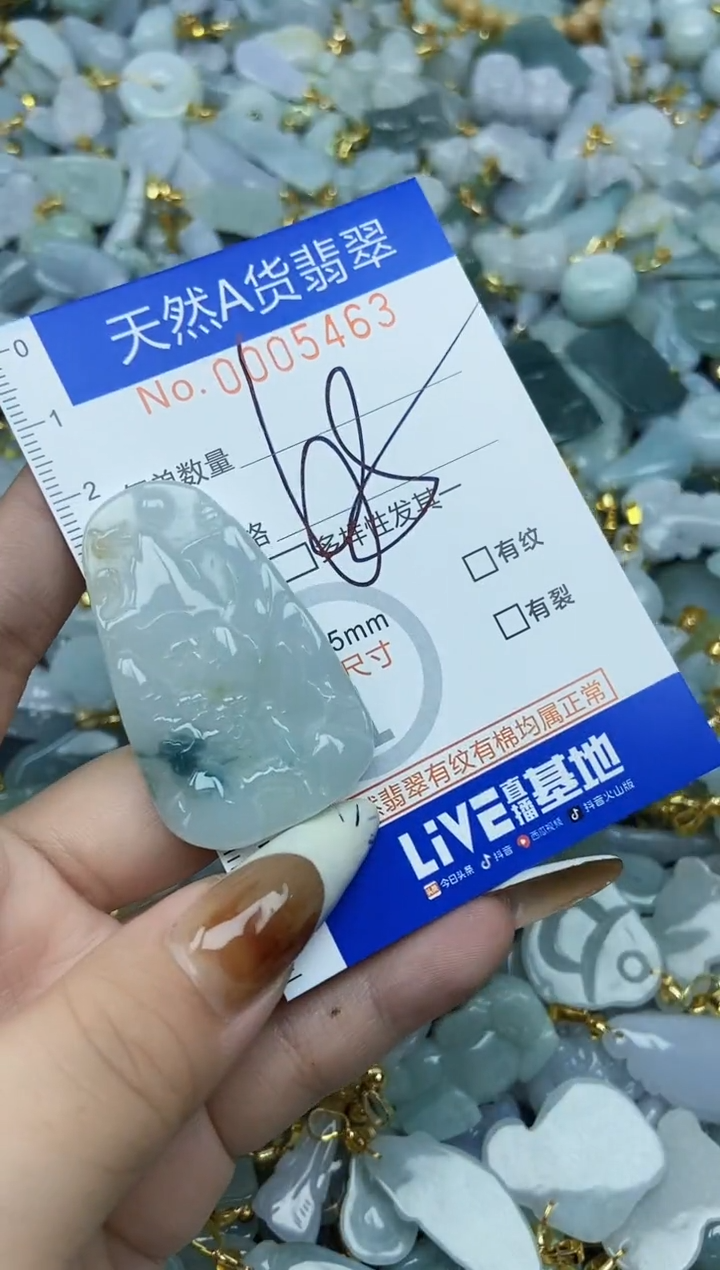 天然A货翡翠
No. 0005463
0
1
2
数量
格
多样性发其一
有纹
有裂
5mm
尺寸
然翡翠有纹有棉均属正常
LiVE直播基地
今日头条 抖音 西瓜视频 抖音火山版